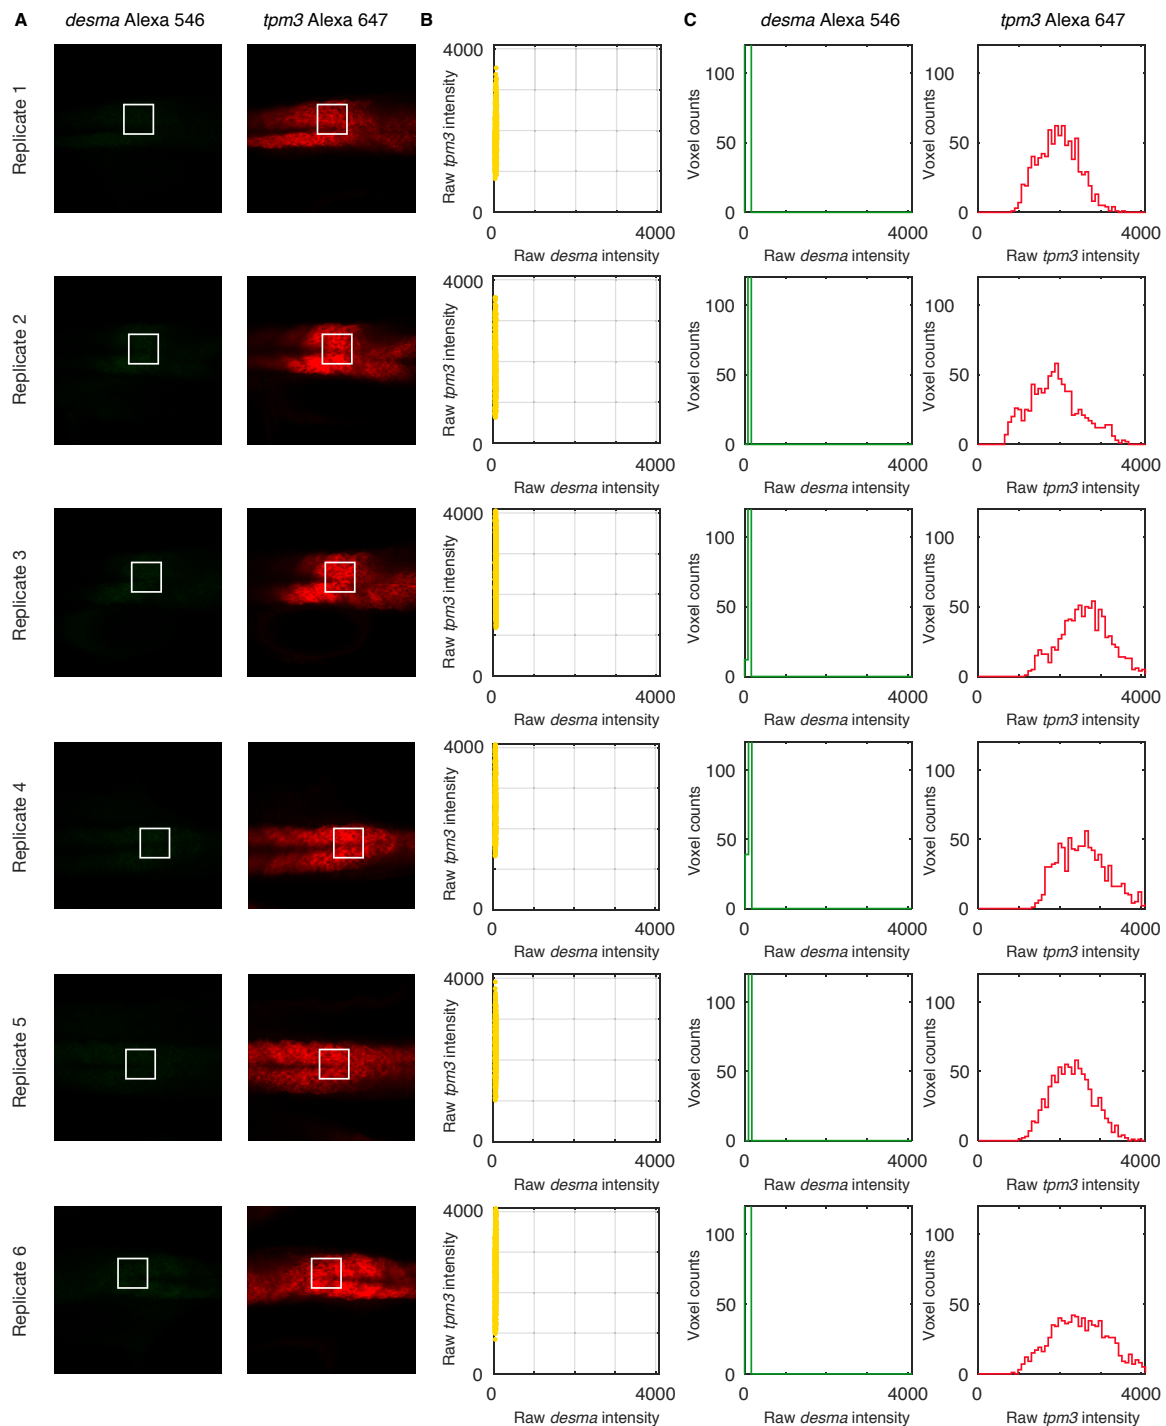 A desma Alexa 546 tpm3 Alexa 647 B C desma Alexa 546 tpm3 Alexa 647
Replicate 1
4000
Raw tpm3 intensity
0
0 4000
Raw desma intensity
100
Voxel counts
50
0
0 4000
Raw desma intensity
100
Voxel counts
50
0
0 4000
Raw tpm3 intensity
Replicate 2
4000
Raw tpm3 intensity
0
0 4000
Raw desma intensity
100
Voxel counts
50
0
0 4000
Raw desma intensity
100
Voxel counts
50
0
0 4000
Raw tpm3 intensity
Replicate 3
4000
Raw tpm3 intensity
0
0 4000
Raw desma intensity
100
Voxel counts
50
0
0 4000
Raw desma intensity
100
Voxel counts
50
0
0 4000
Raw tpm3 intensity
Replicate 4
4000
Raw tpm3 intensity
0
0 4000
Raw desma intensity
100
Voxel counts
50
0
0 4000
Raw desma intensity
100
Voxel counts
50
0
0 4000
Raw tpm3 intensity
Replicate 5
4000
Raw tpm3 intensity
0
0 4000
Raw desma intensity
100
Voxel counts
50
0
0 4000
Raw desma intensity
100
Voxel counts
50
0
0 4000
Raw tpm3 intensity
Replicate 6
4000
Raw tpm3 intensity
0
0 4000
Raw desma intensity
100
Voxel counts
50
0
0 4000
Raw desma intensity
100
Voxel counts
50
0
0 4000
Raw tpm3 intensity